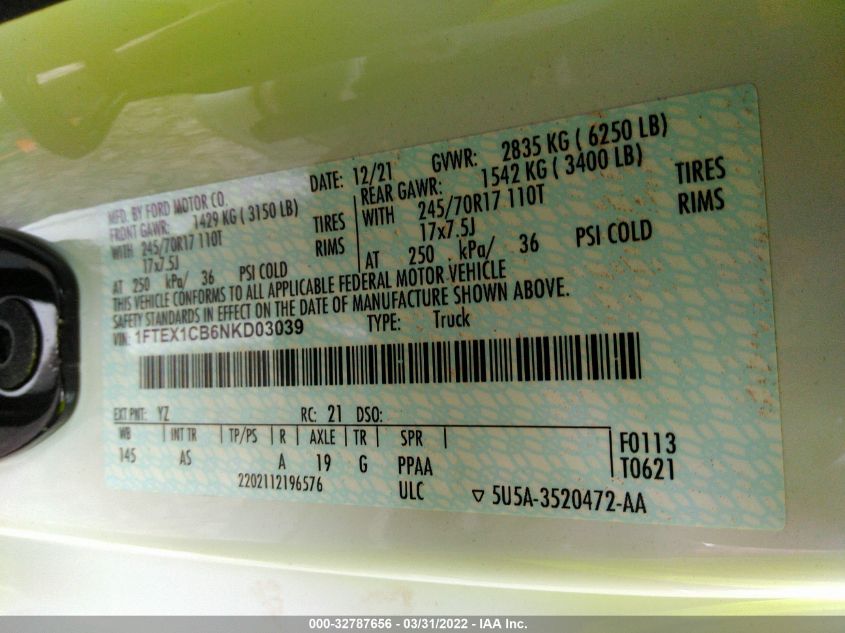 MFD. BY FORD MOTOR CO.
DATE: 12/21 GVWR: 2835 KG ( 6250 LB)
FRONT GAWR: 1429 KG ( 3150 LB) REAR GAWR: 1542 KG ( 3400 LB)
WITH 245/70R17 110T TIRES WITH 245/70R17 110T TIRES
17x7.5J RIMS 17x7.5J RIMS
AT 250 kPa/ 36 PSI COLD AT 250 kPa/ 36 PSI COLD
THIS VEHICLE CONFORMS TO ALL APPLICABLE FEDERAL MOTOR VEHICLE
SAFETY STANDARDS IN EFFECT ON THE DATE OF MANUFACTURE SHOWN ABOVE.
VIN: 1FTEX1CB6NKD03039 TYPE: Truck
EXT PNT: YZ RC: 21 DSO:
WB INT TR TP/PS R AXLE TR SPR F0113
145 AS A 19 G PPAA T0621
2202112196576 ULC ▽ 5U5A-3520472-AA
000-32787656 - 03/31/2022 - IAA Inc.